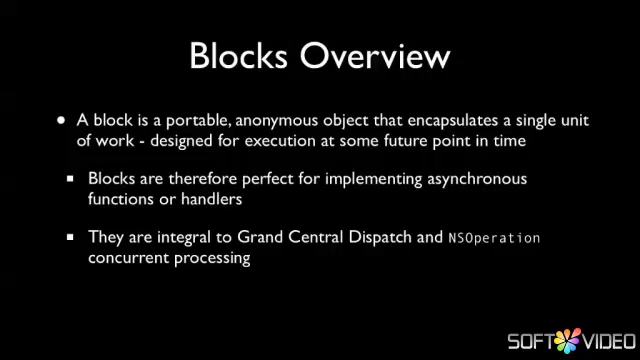 Blocks Overview
• A block is a portable, anonymous object that encapsulates a single unit
of work - designed for execution at some future point in time
▪ Blocks are therefore perfect for implementing asynchronous
functions or handlers
▪ They are integral to Grand Central Dispatch and NSOperation
concurrent processing
SOFT VIDEO